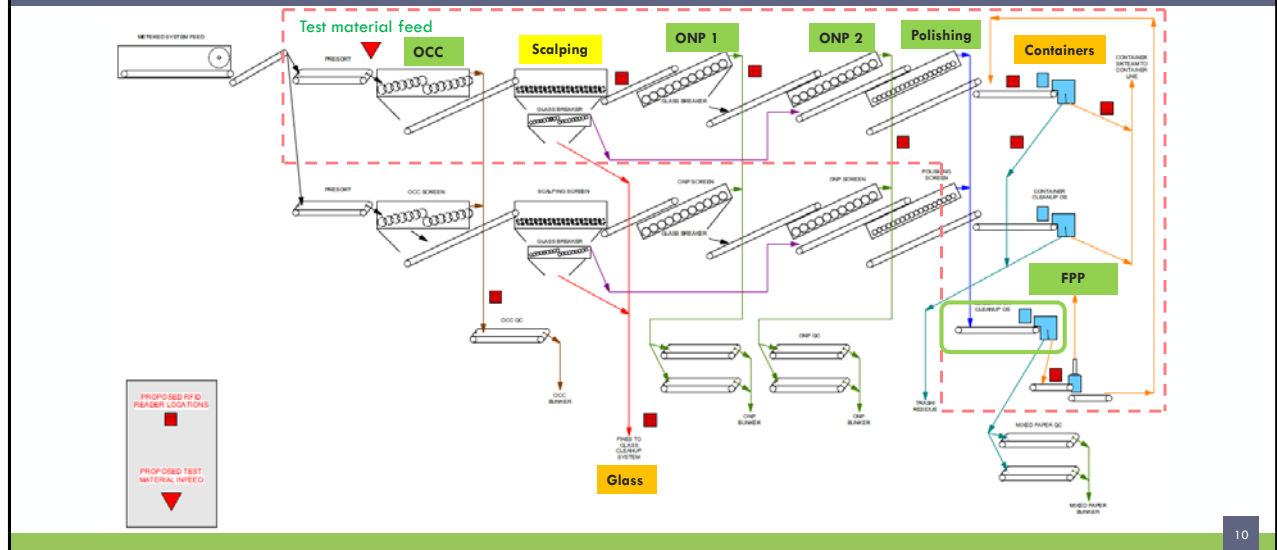 Test material feed
METERED SYSTEM FEED
PRESORT
OCC
Scalping
ONP 1
ONP 2
Polishing
Containers
CONTAINER
STREAM TO
CONTAINER
LINE
GLASS BREAKER
GLASS BREAKER
PRESORT
OCC SCREEN
SCALPING SCREEN
ONP SCREEN
ONP SCREEN
POLISHING
SCREEN
CONTAINER
CLEANUP OS
GLASS BREAKER
GLASS BREAKER
FPP
CLEANUP OS
OCC QC
ONP QC
OCC
BUNKER
ONP
BUNKER
ONP
BUNKER
TRASH/
RESIDUE
MIXED PAPER QC
FINES TO
GLASS
CLEANUP
SYSTEM
Glass
MIXED PAPER
BUNKER
PROPOSED RFID
READER LOCATIONS
PROPOSED TEST
MATERIAL INFEED
10